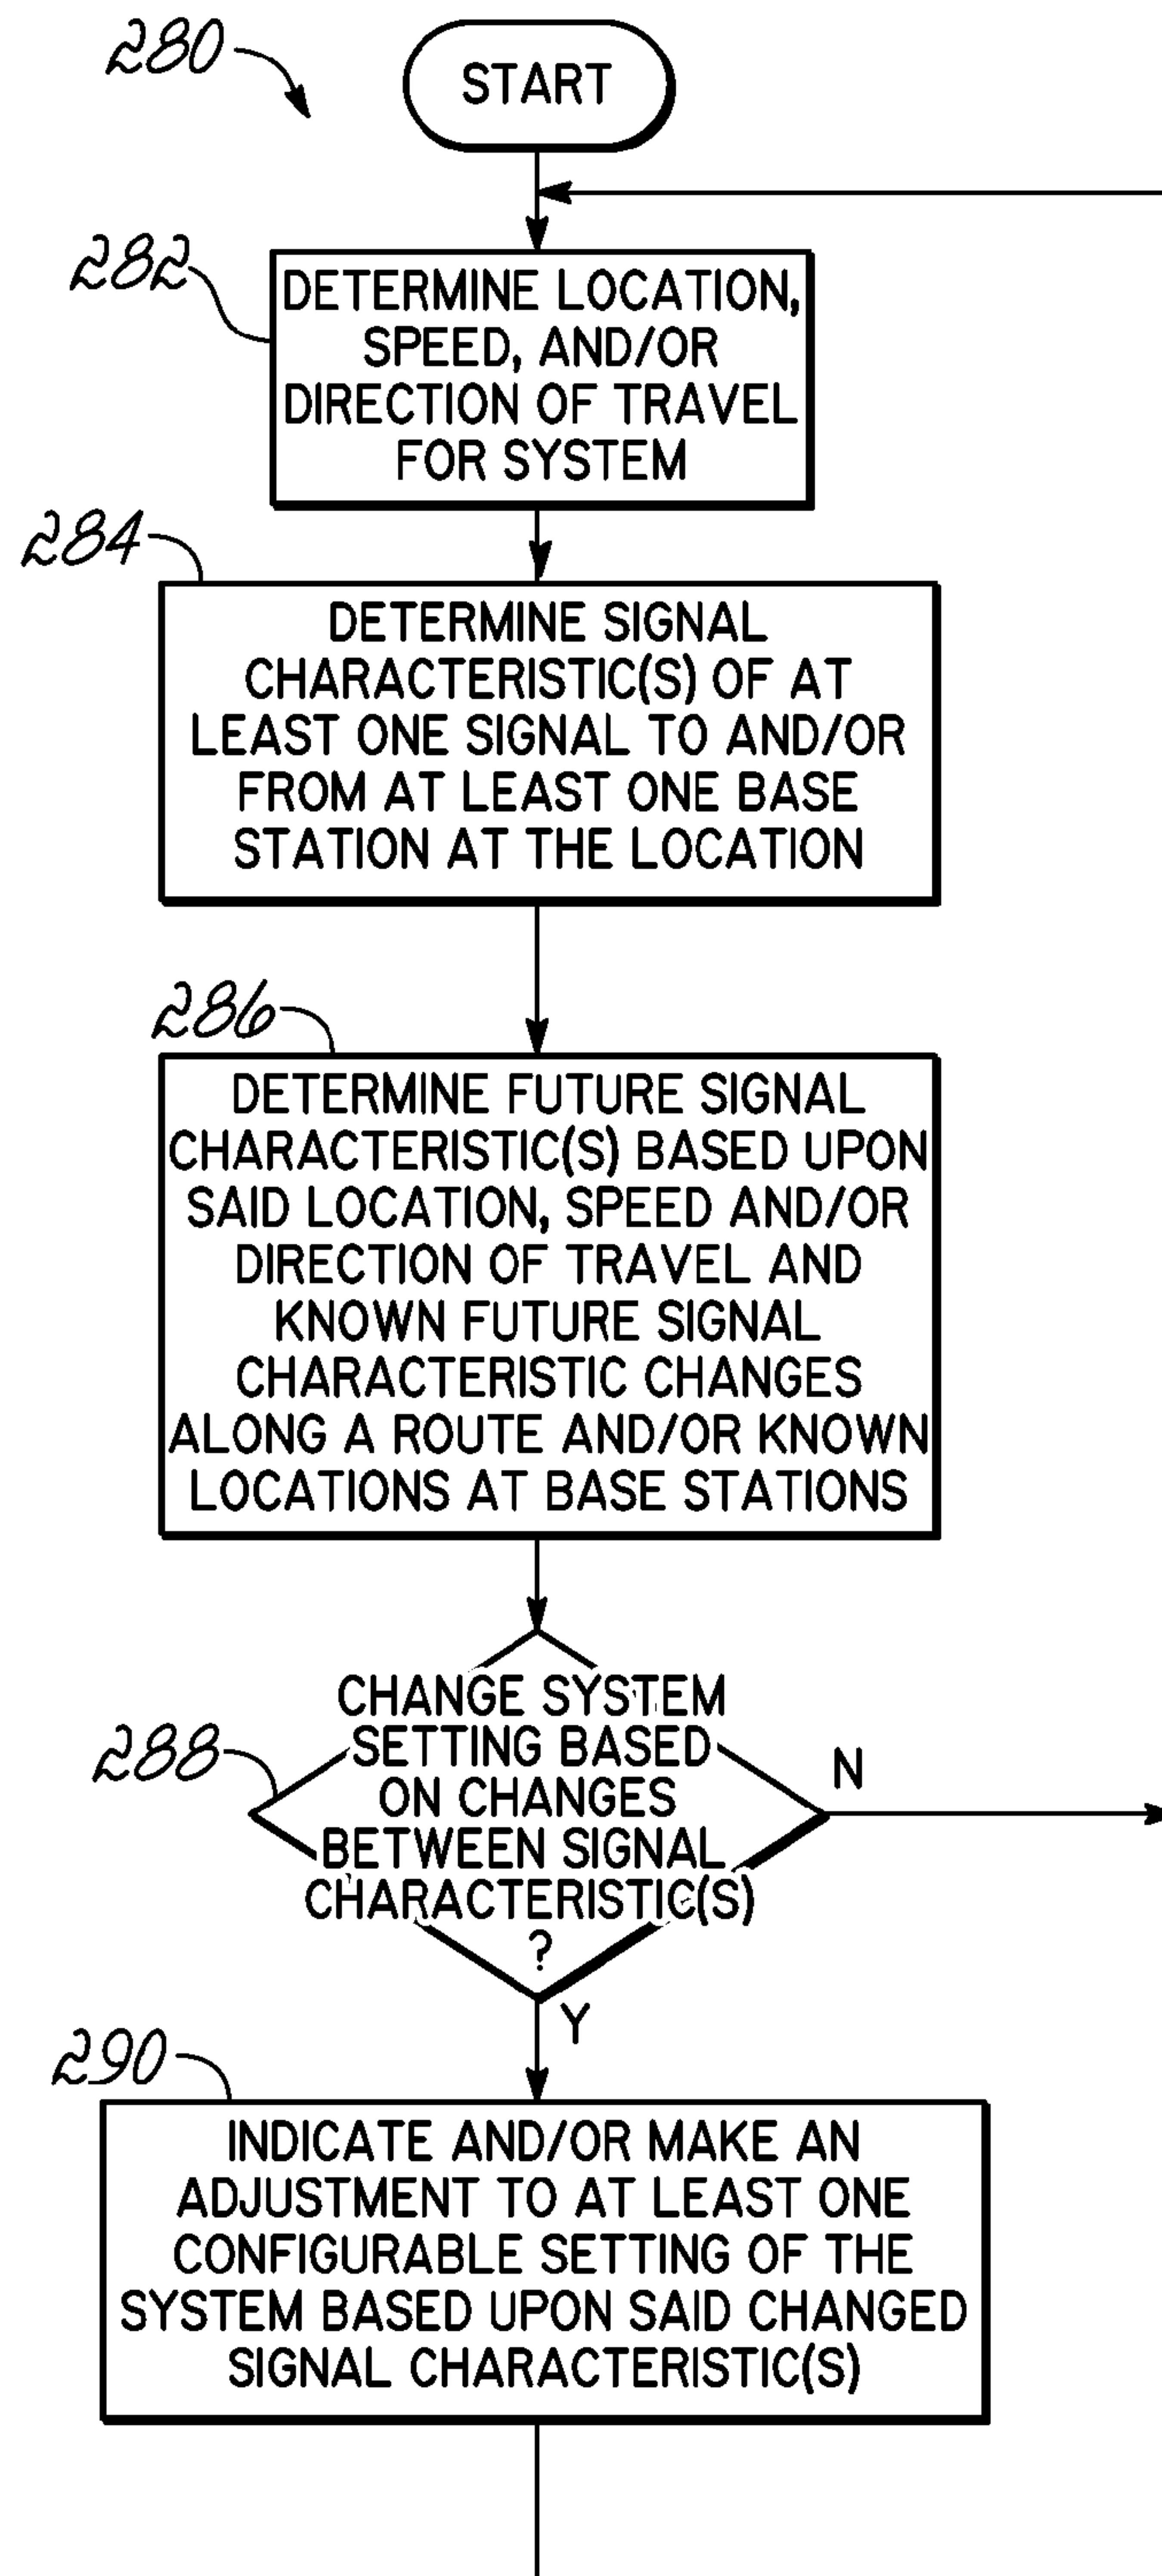 280
START
282
DETERMINE LOCATION,
SPEED, AND/OR
DIRECTION OF TRAVEL
FOR SYSTEM
284
DETERMINE SIGNAL
CHARACTERISTIC(S) OF AT
LEAST ONE SIGNAL TO AND/OR
FROM AT LEAST ONE BASE
STATION AT THE LOCATION
286
DETERMINE FUTURE SIGNAL
CHARACTERISTIC(S) BASED UPON
SAID LOCATION, SPEED AND/OR
DIRECTION OF TRAVEL AND
KNOWN FUTURE SIGNAL
CHARACTERISTIC CHANGES
ALONG A ROUTE AND/OR KNOWN
LOCATIONS AT BASE STATIONS
288
CHANGE SYSTEM
SETTING BASED
ON CHANGES
BETWEEN SIGNAL
CHARACTERISTIC(S)
?
N
Y
290
INDICATE AND/OR MAKE AN
ADJUSTMENT TO AT LEAST ONE
CONFIGURABLE SETTING OF THE
SYSTEM BASED UPON SAID CHANGED
SIGNAL CHARACTERISTIC(S)